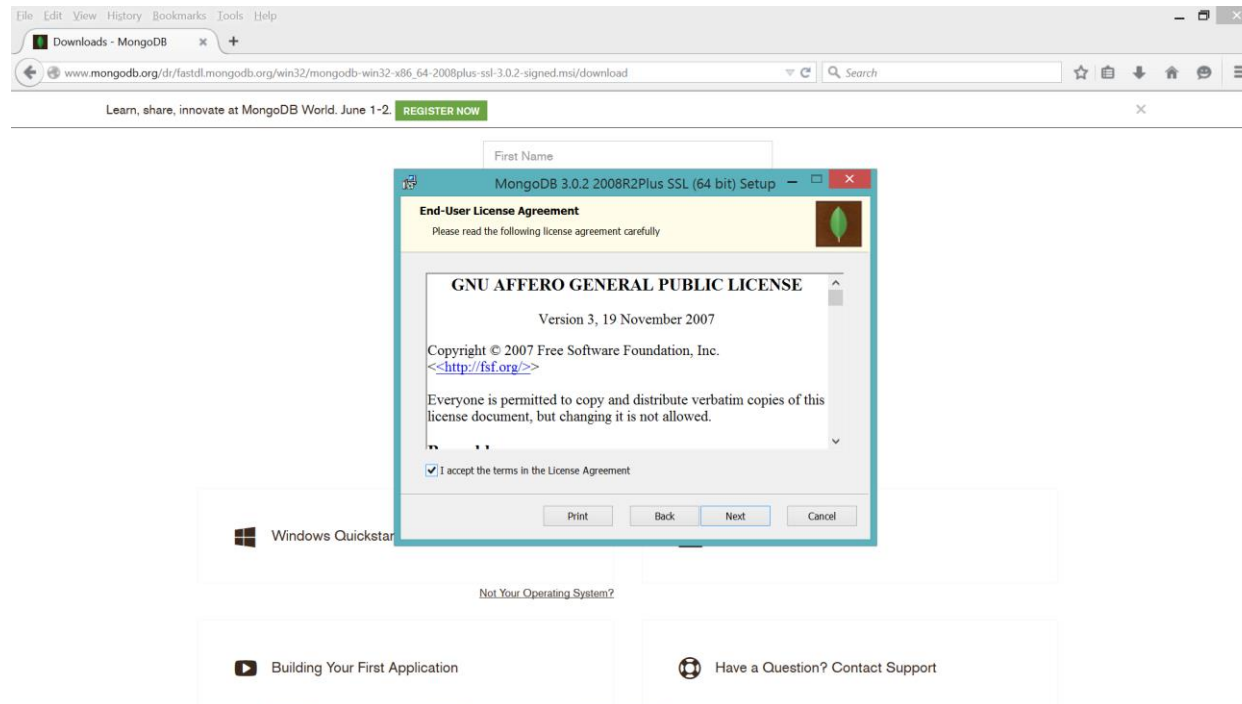 File Edit View History Bookmarks Tools Help
Downloads - MongoDB
www.mongodb.org/dr/fastdl.mongodb.org/win32/mongodb-win32-x86_64-2008plus-ssl-3.0.2-signed.msi/download
Search
Learn, share, innovate at MongoDB World. June 1-2. REGISTER NOW
First Name
MongoDB 3.0.2 2008R2Plus SSL (64 bit) Setup
End-User License Agreement
Please read the following license agreement carefully
GNU AFFERO GENERAL PUBLIC LICENSE
Version 3, 19 November 2007
Copyright © 2007 Free Software Foundation, Inc.
<<http://fsf.org/>>
Everyone is permitted to copy and distribute verbatim copies of this
license document, but changing it is not allowed.
I accept the terms in the License Agreement
Print Back Next Cancel
Windows Quickstar
Not Your Operating System?
Building Your First Application
Have a Question? Contact Support